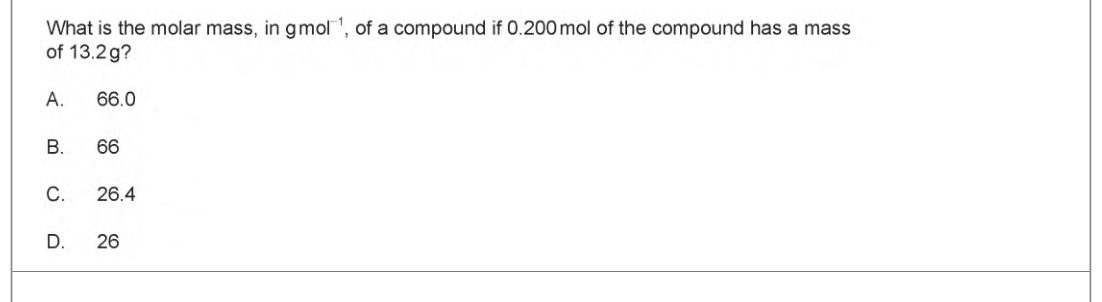 What is the molar mass, in g mol⁻¹, of a compound if 0.200 mol of the compound has a mass
of 13.2 g?
A. 66.0
B. 66
C. 26.4
D. 26